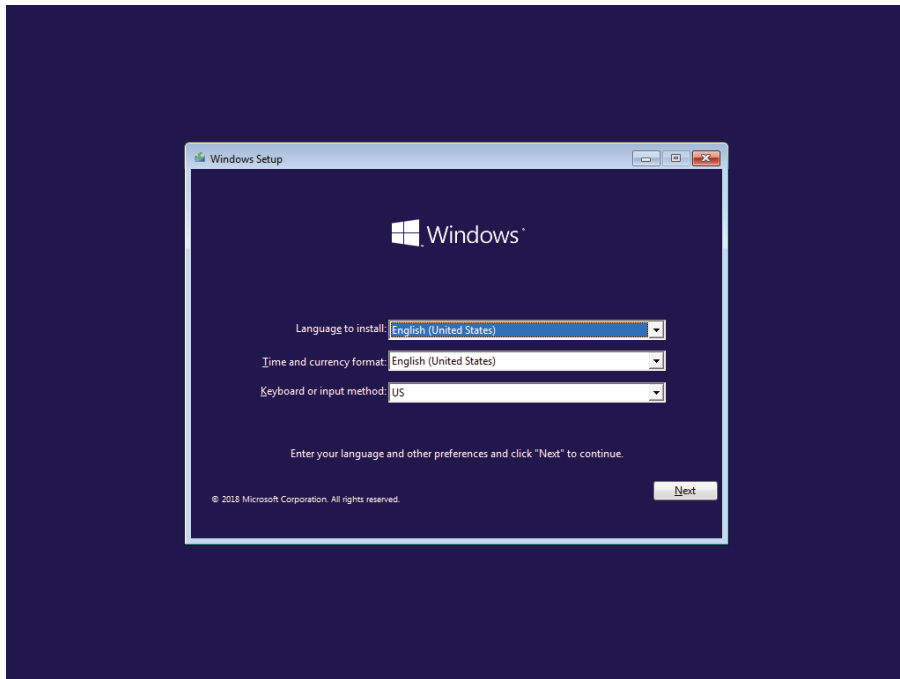 Windows Setup
Windows
Language to install: English (United States)
Time and currency format: English (United States)
Keyboard or input method: US
Enter your language and other preferences and click "Next" to continue.
Next
© 2018 Microsoft Corporation. All rights reserved.